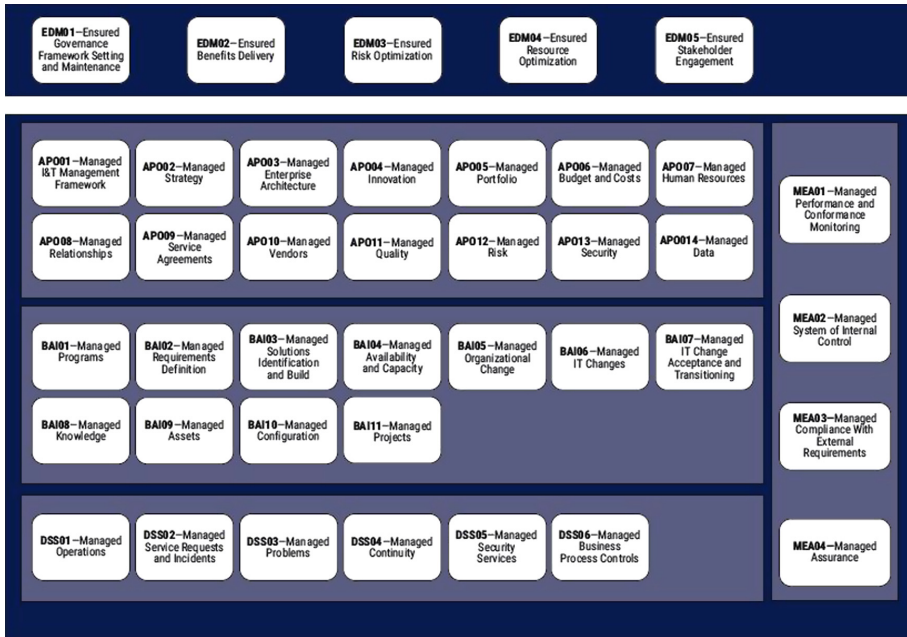 EDM01—Ensured
Governance
Framework Setting
and Maintenance
EDM02—Ensured
Benefits Delivery
EDM03—Ensured
Risk Optimization
EDM04—Ensured
Resource
Optimization
EDM05—Ensured
Stakeholder
Engagement
APO01—Managed
I&T Management
Framework
APO02—Managed
Strategy
APO03—Managed
Enterprise
Architecture
APO04—Managed
Innovation
APO05—Managed
Portfolio
APO06—Managed
Budget and Costs
APO07—Managed
Human Resources
APO08—Managed
Relationships
APO09—Managed
Service
Agreements
APO10—Managed
Vendors
APO11—Managed
Quality
APO12—Managed
Risk
APO13—Managed
Security
APO014—Managed
Data
BAI01—Managed
Programs
BAI02—Managed
Requirements
Definition
BAI03—Managed
Solutions
Identification
and Build
BAI04—Managed
Availability
and Capacity
BAI05—Managed
Organizational
Change
BAI06—Managed
IT Changes
BAI07—Managed
IT Change
Acceptance and
Transitioning
BAI08—Managed
Knowledge
BAI09—Managed
Assets
BAI10—Managed
Configuration
BAI11—Managed
Projects
DSS01—Managed
Operations
DSS02—Managed
Service Requests
and Incidents
DSS03—Managed
Problems
DSS04—Managed
Continuity
DSS05—Managed
Security
Services
DSS06—Managed
Business
Process Controls
MEA01—Managed
Performance and
Conformance
Monitoring
MEA02—Managed
System of Internal
Control
MEA03—Managed
Compliance With
External
Requirements
MEA04—Managed
Assurance